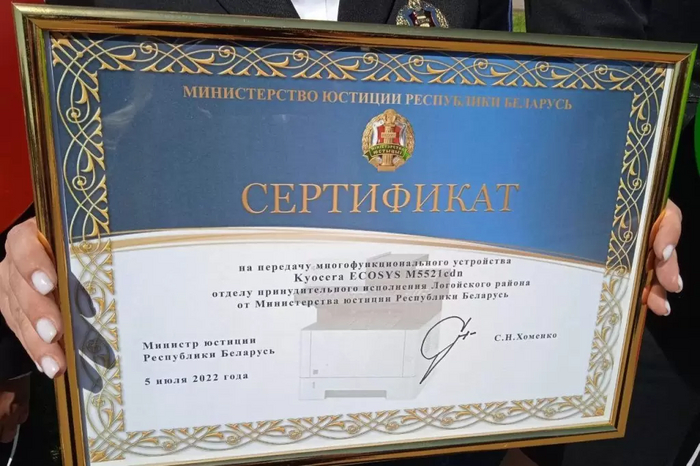 МИНИСТЕРСТВО ЮСТИЦИИ РЕСПУБЛИКИ БЕЛАРУСЬ
СЕРТИФИКАТ
на передачу многофункционального устройства
Kyocera ECOSYS M5521cdn
отделу принудительного исполнения Логойского района
от Министерства юстиции Республики Беларусь
Министр юстиции
Республики Беларусь
С.Н.Хоменко
5 июля 2022 года